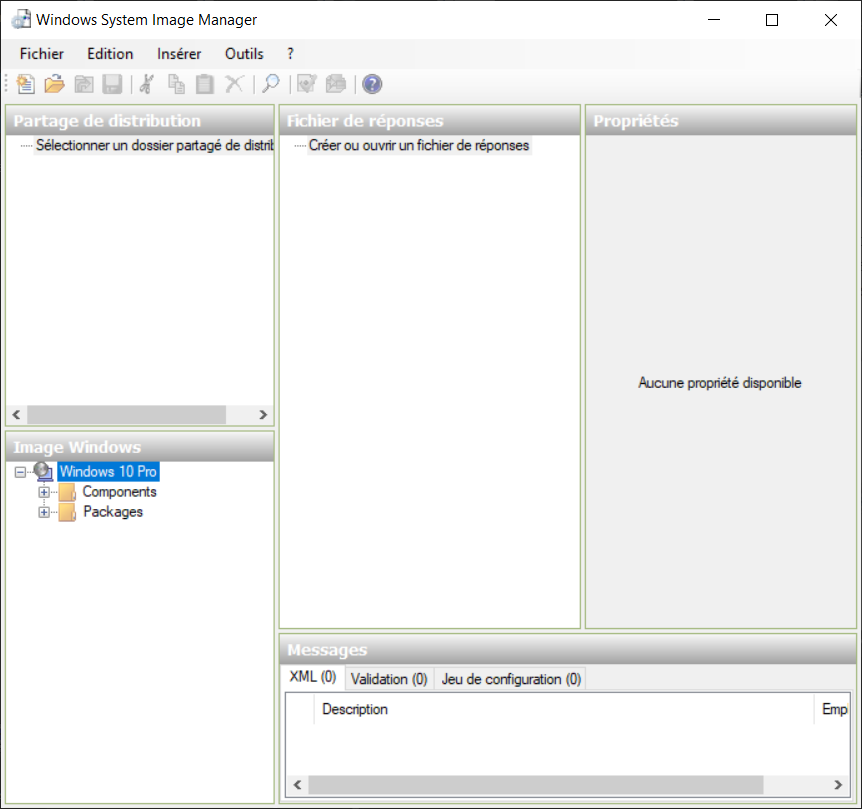 Windows System Image Manager
Fichier Edition Insérer Outils ?
Partage de distribution
Sélectionner un dossier partagé de distrib
Fichier de réponses
Créer ou ouvrir un fichier de réponses
Propriétés
Aucune propriété disponible
Image Windows
Windows 10 Pro
Components
Packages
Messages
XML (0) Validation (0) Jeu de configuration (0)
Description Empl